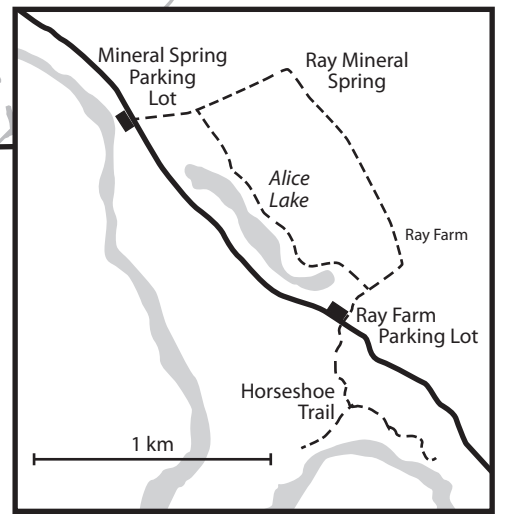 Mineral Spring
Parking
Lot
Ray Mineral
Spring
Alice
Lake
Ray Farm
Ray Farm
Parking Lot
Horseshoe
Trail
1 km